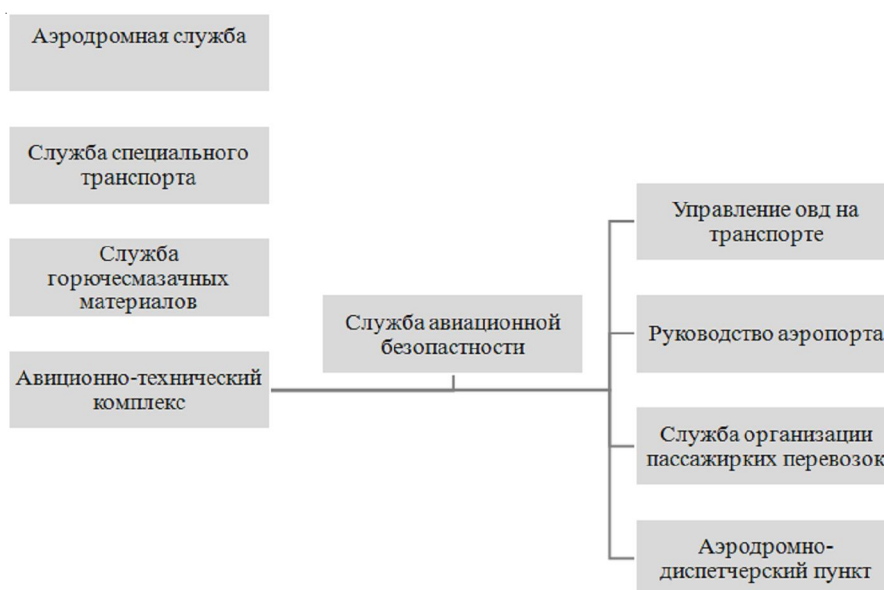 Аэродромная служба
Служба специального
транспорта
Служба
горючесмазачных
материалов
Авиционно-технический
комплекс
Служба авиационной
безопастности
Управление овд на
транспорте
Руководство аэропорта
Служба организации
пассажирких перевозок
Аэродромно-
диспетчерский пункт